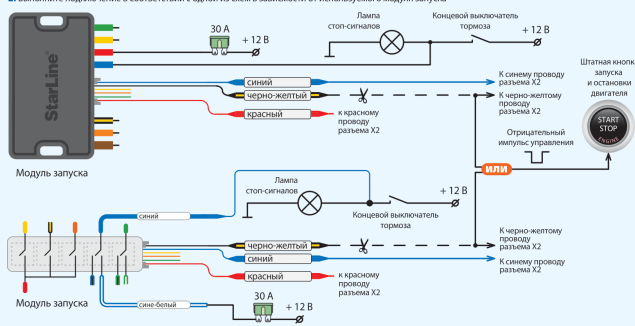 2. Выполните подключение в соответствии с одной из схем в зависимости от используемого модуля запуска
30 А
+ 12 В
Лампа
стоп-сигналов
Концевой выключатель
тормоза
+ 12 В
StarLine
синий
черно-желтый
красный
к красному
проводу
разъема X2
К синему проводу
разъема X2
К черно-желтому
проводу
разъема X2
Штатная кнопка
запуска
и остановки
двигателя
START
STOP
ENGINE
Отрицательный
импульс управления
ИЛИ
Модуль запуска
Лампа
стоп-сигналов
+ 12 В
Концевой выключатель
тормоза
синий
черно-желтый
синий
красный
к красному
проводу
разъема X2
К черно-желтому
проводу
разъема X2
К синему проводу
разъема X2
Модуль запуска
сине-белый
30 А
+ 12 В